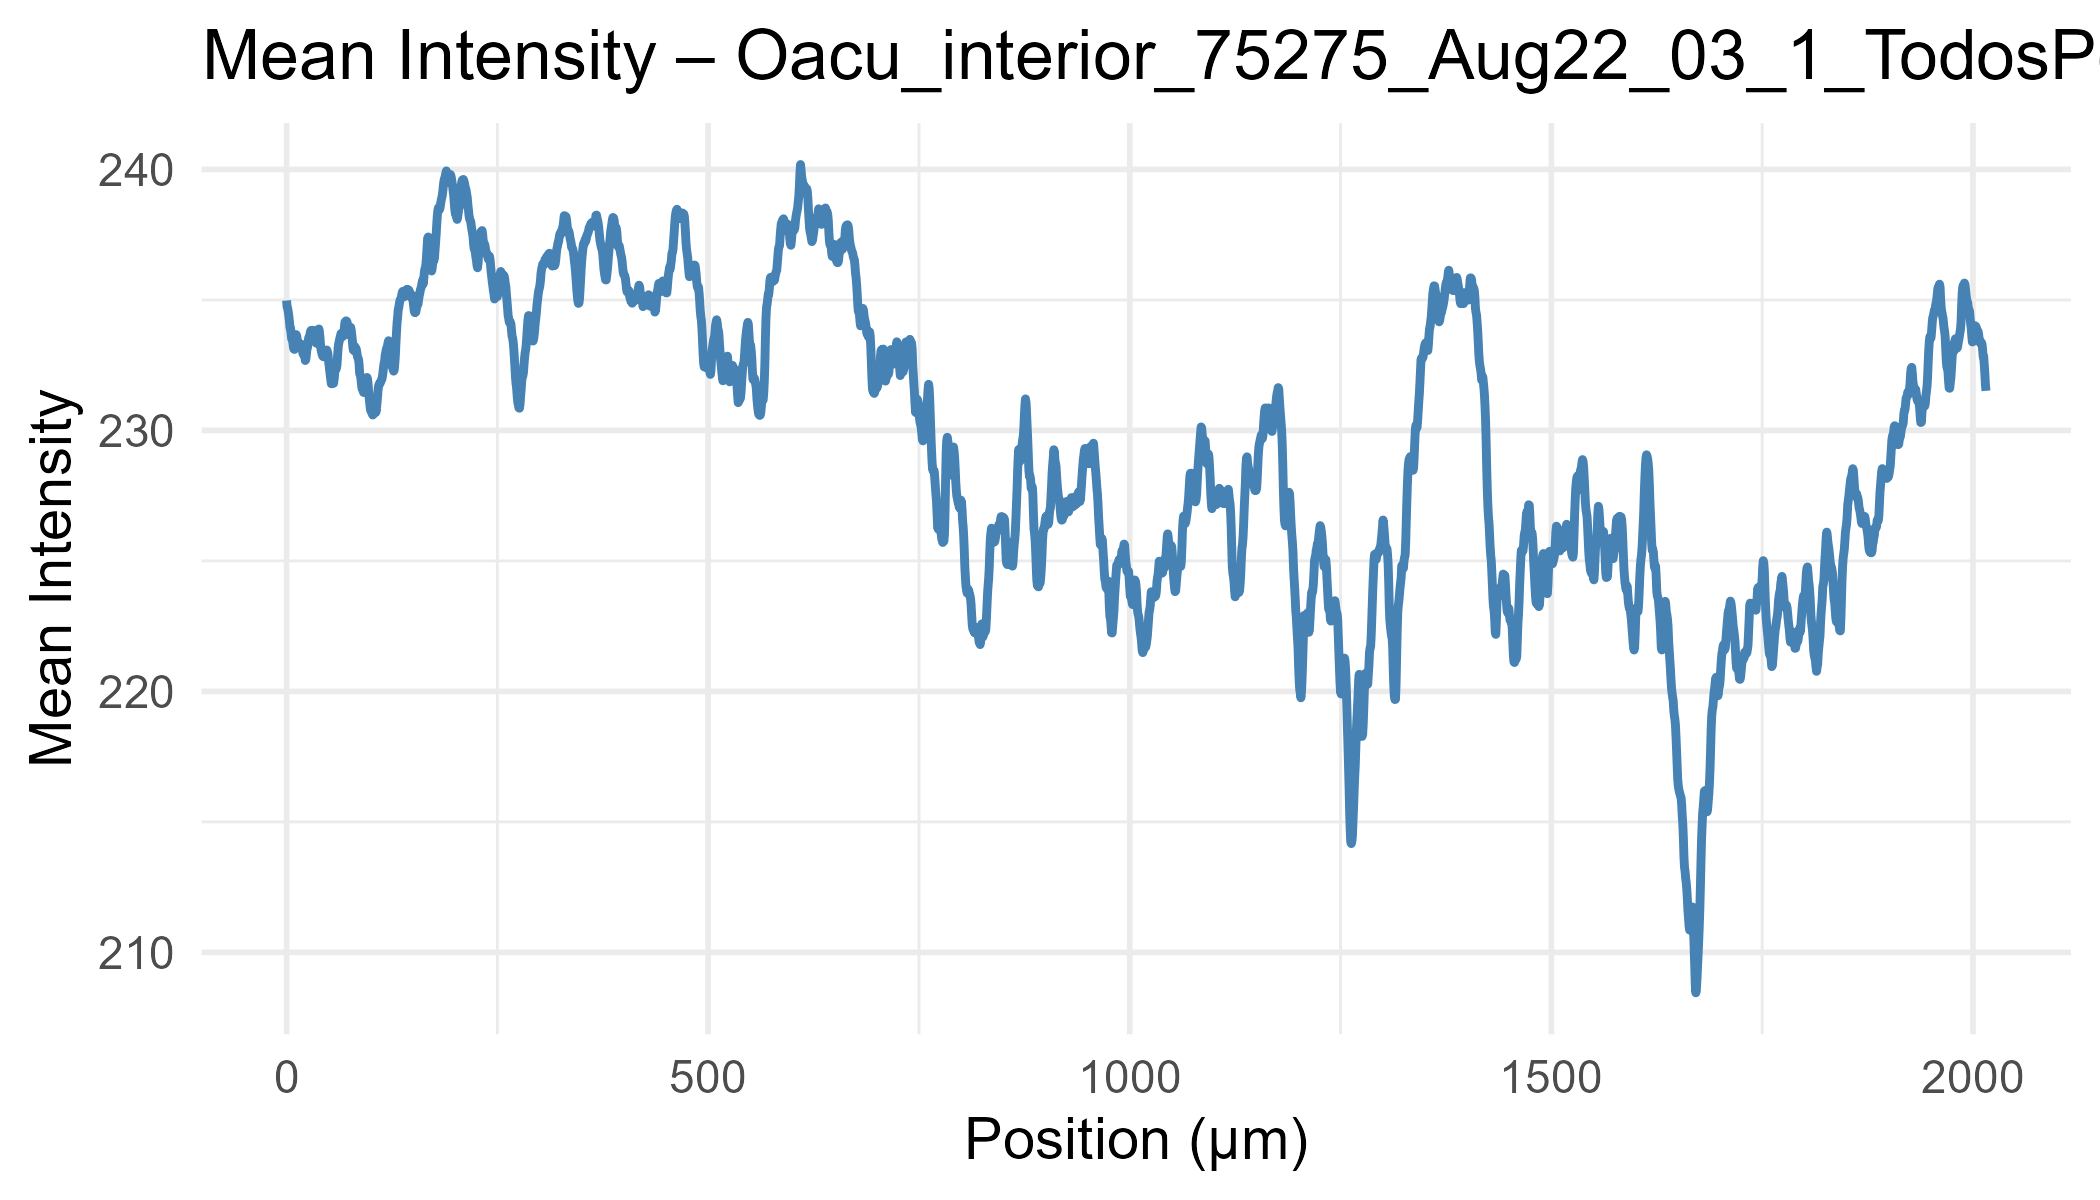 Mean Intensity – Oacu_interior_75275_Aug22_03_1_TodosP
240
230
220
210
Mean Intensity
0 500 1000 1500 2000
Position (µm)